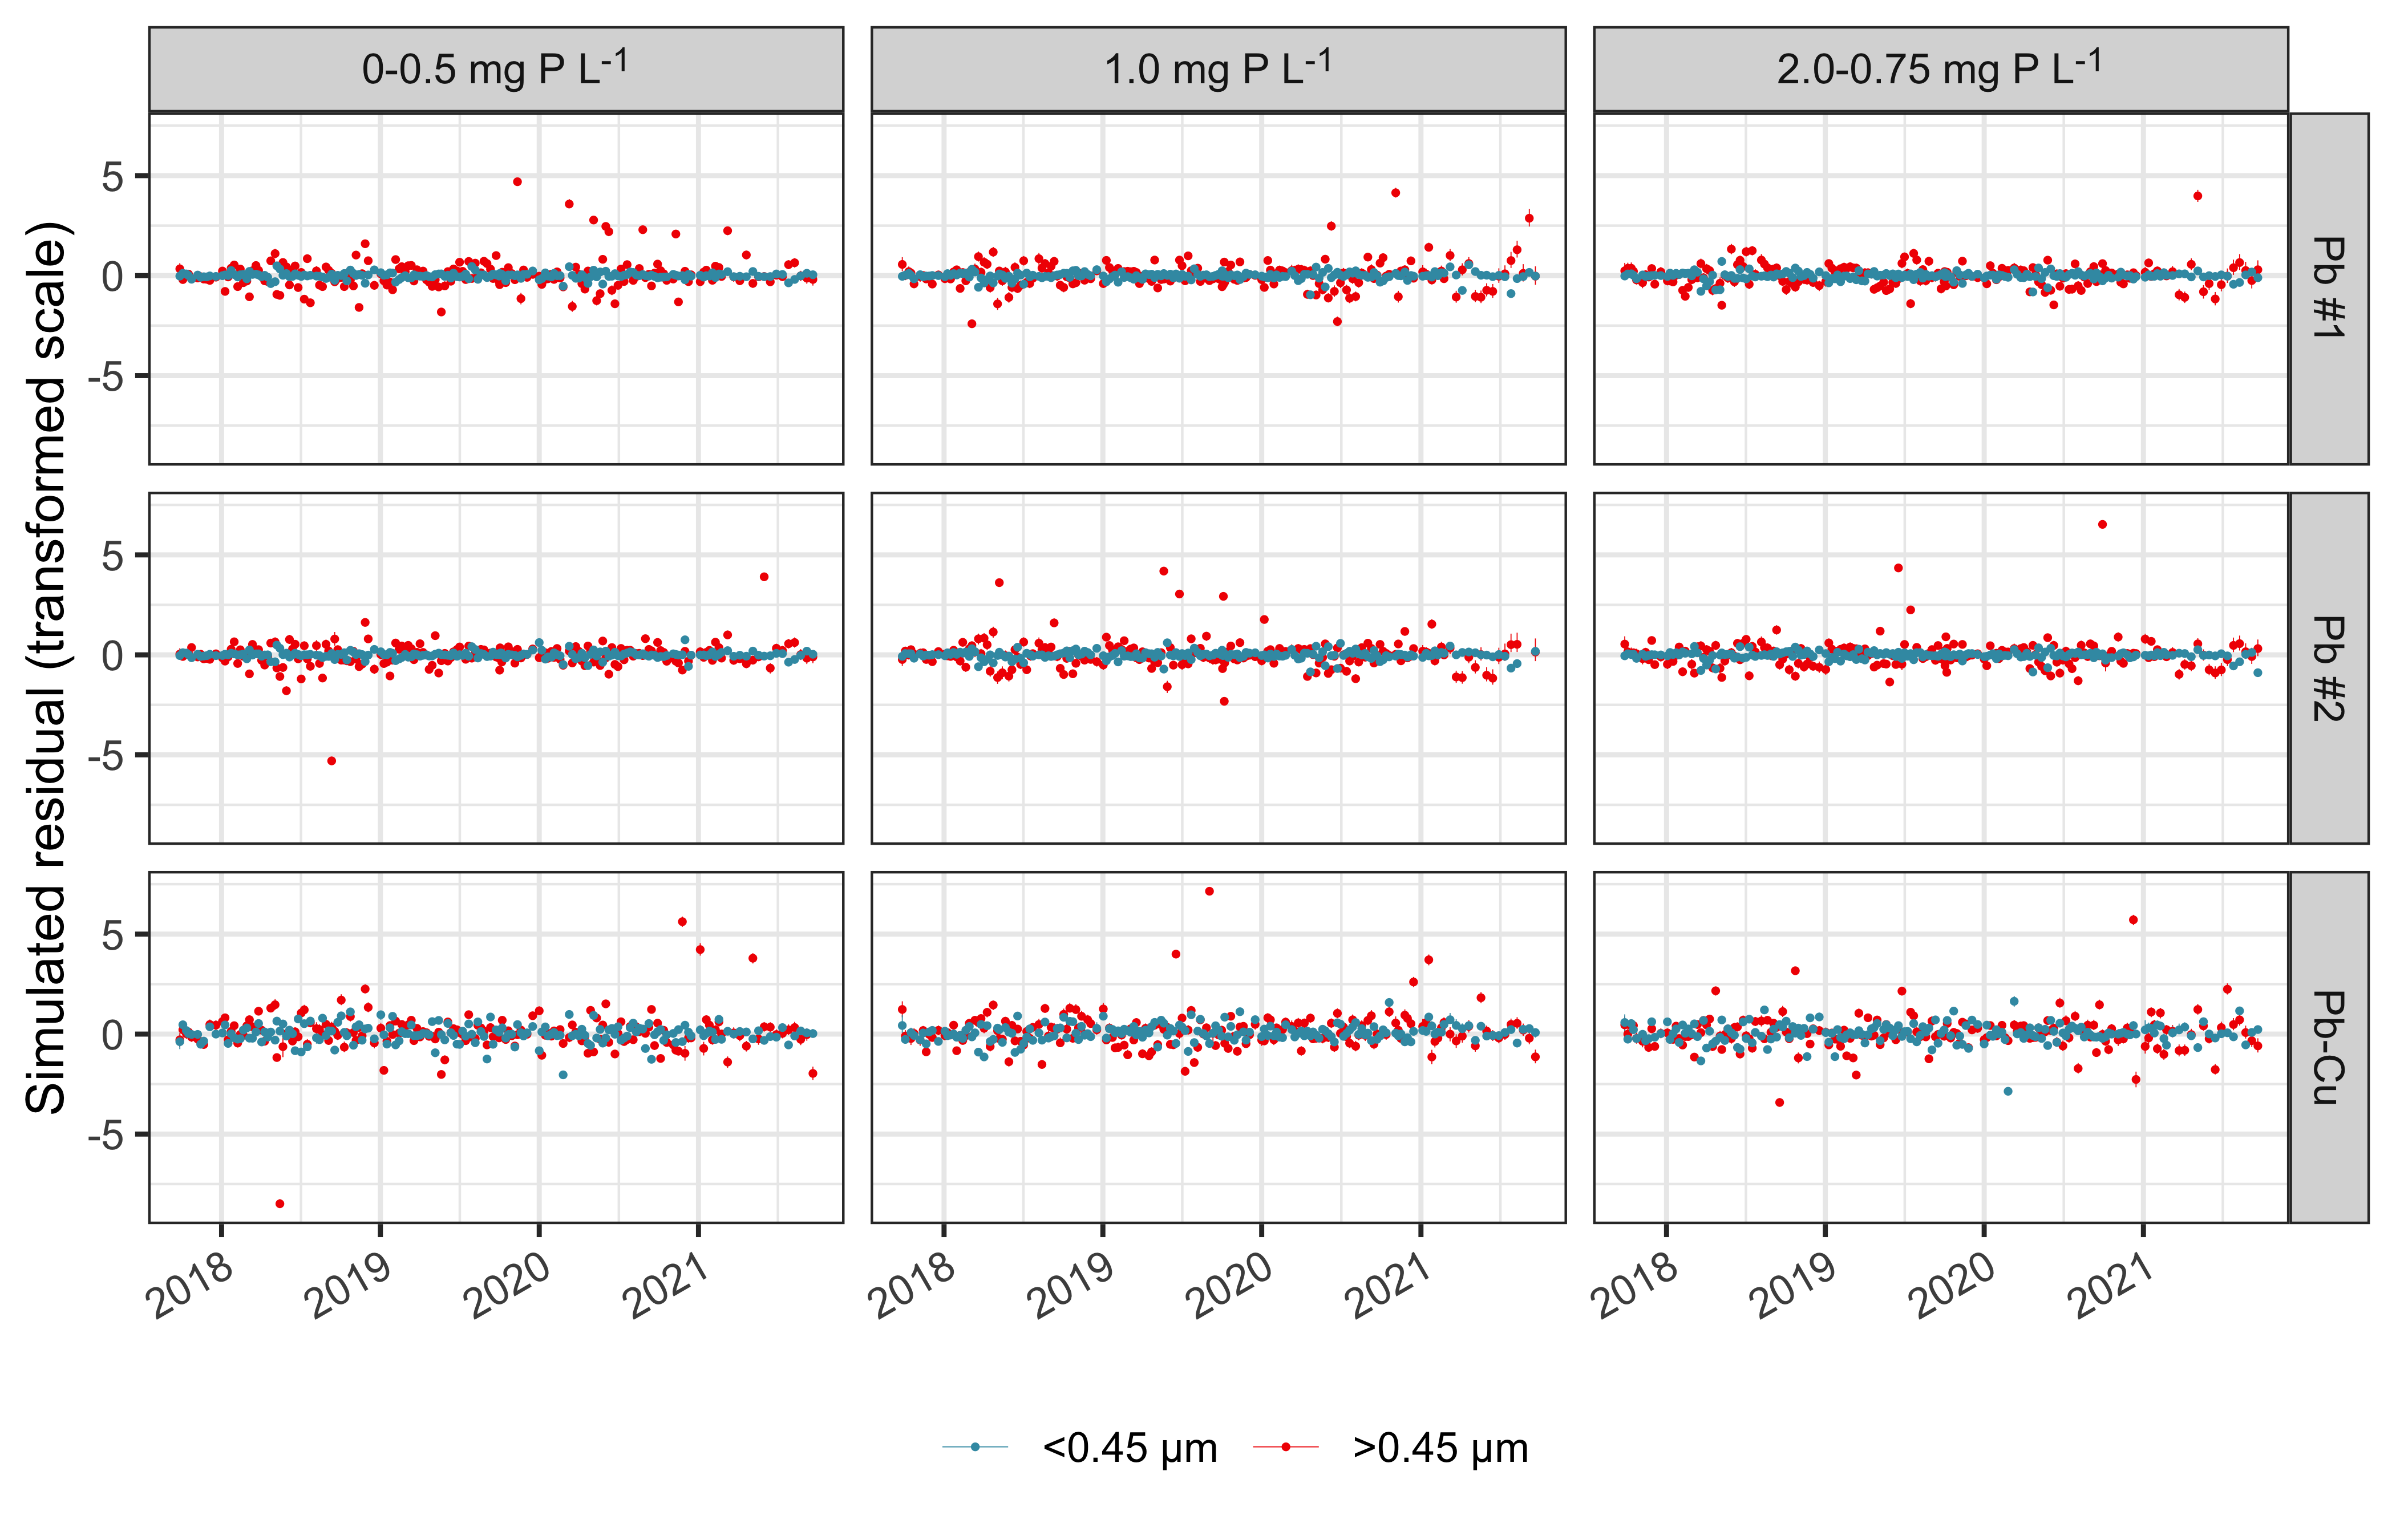 0-0.5 mg P L⁻¹
1.0 mg P L⁻¹
2.0-0.75 mg P L⁻¹
Simulated residual (transformed scale)
5
0
-5
Pb #1
5
0
-5
Pb #2
5
0
-5
Pb-Cu
2018 2019 2020 2021
2018 2019 2020 2021
2018 2019 2020 2021
<0.45 µm >0.45 µm